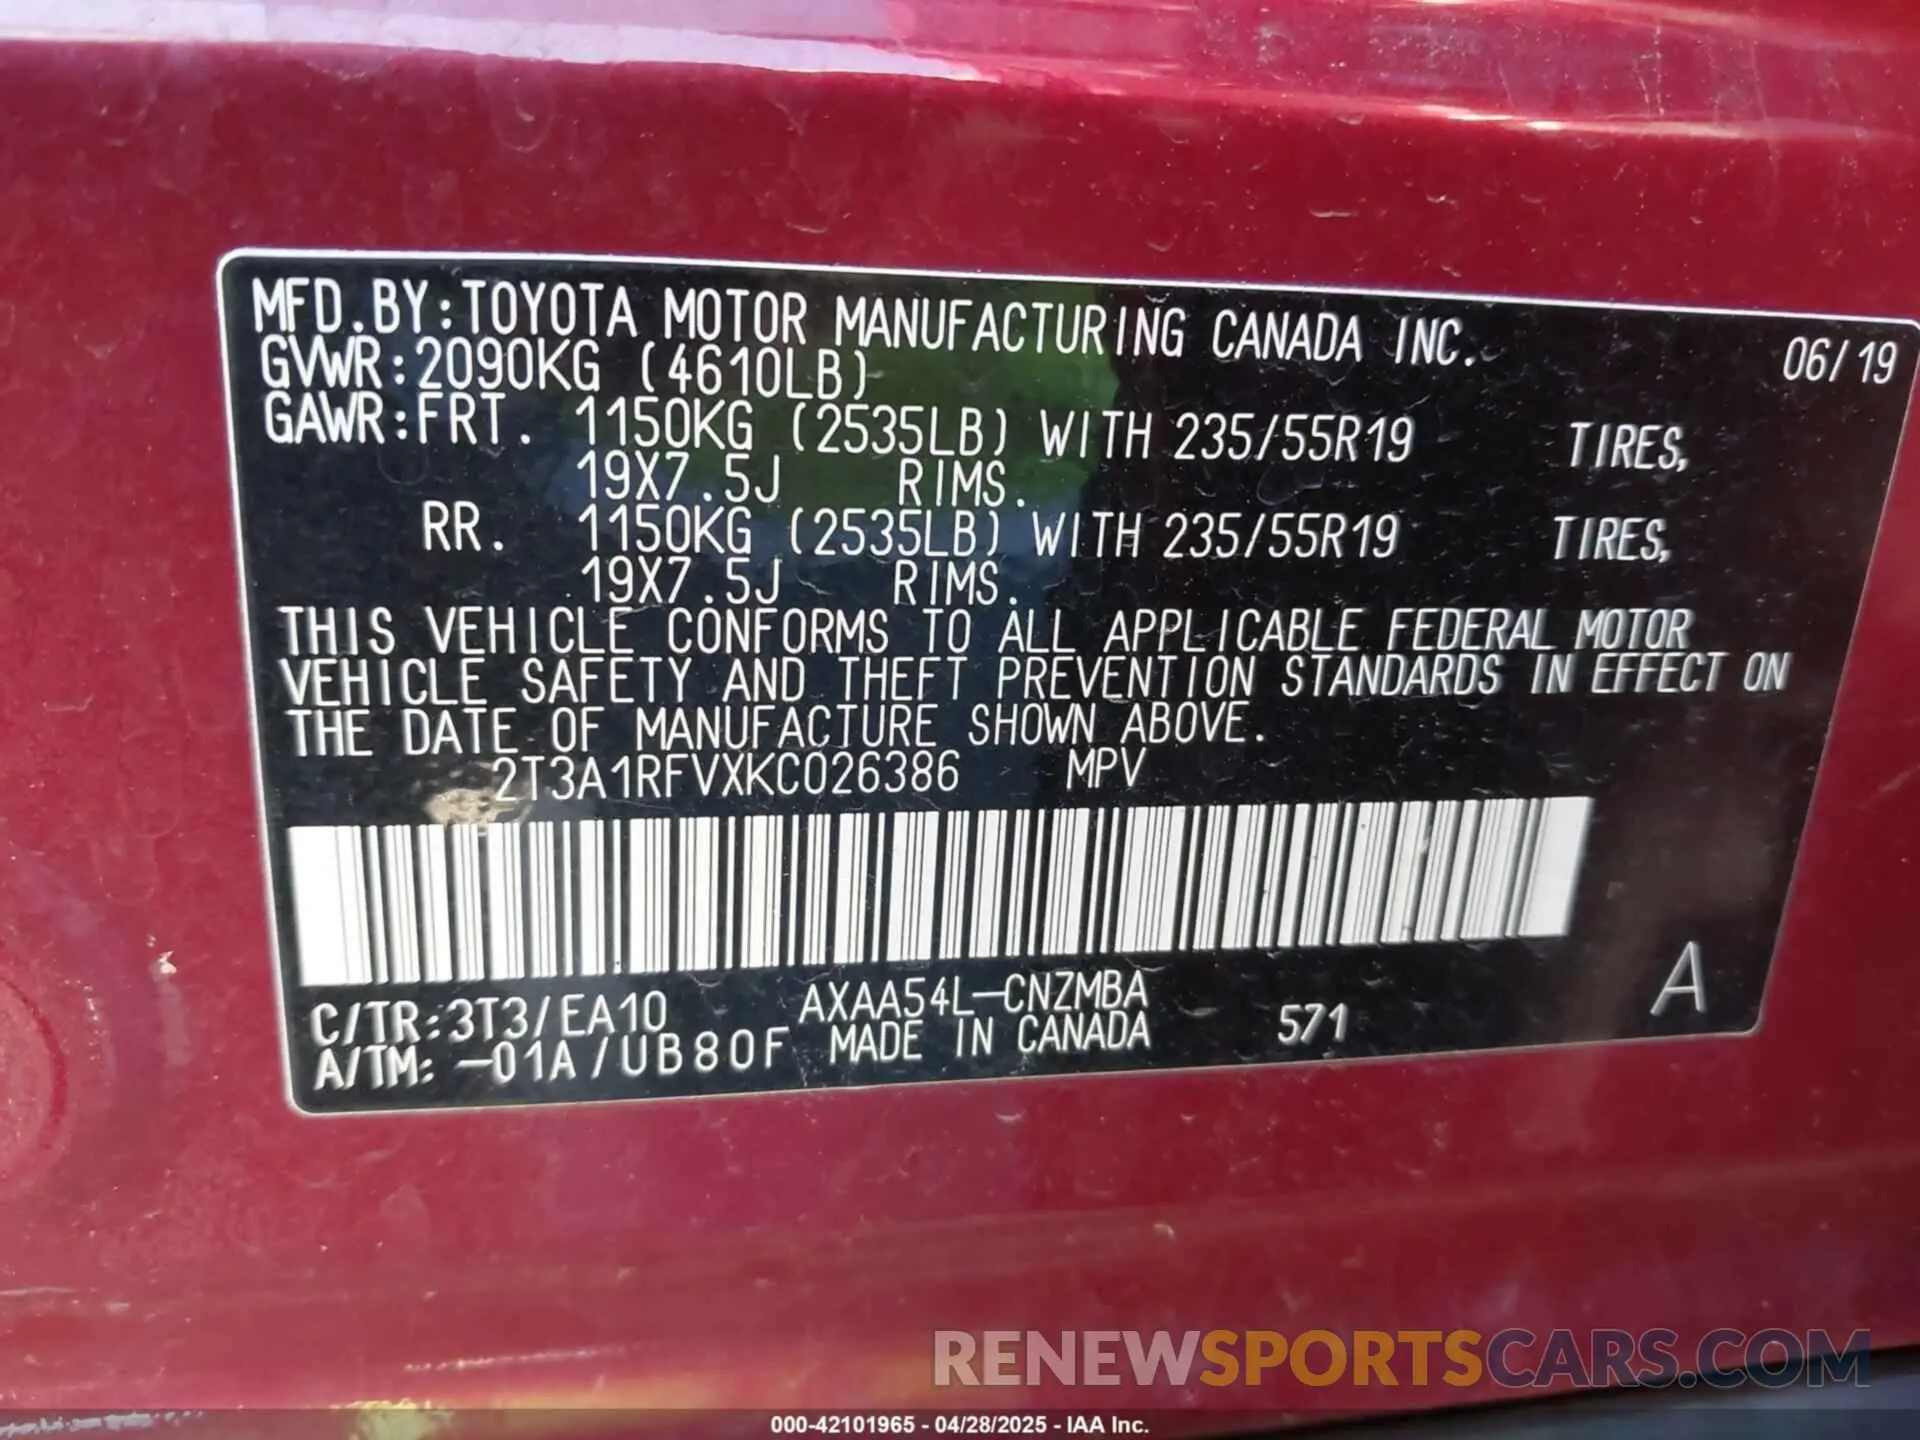 MFD.BY:TOYOTA MOTOR MANUFACTURING CANADA INC. 06/19
GVWR:2090KG (4610LB)
GAWR:FRT. 1150KG (2535LB) WITH 235/55R19 TIRES,
19X7.5J RIMS.
RR. 1150KG (2535LB) WITH 235/55R19 TIRES,
19X7.5J RIMS.
THIS VEHICLE CONFORMS TO ALL APPLICABLE FEDERAL MOTOR
VEHICLE SAFETY AND THEFT PREVENTION STANDARDS IN EFFECT ON
THE DATE OF MANUFACTURE SHOWN ABOVE.
2T3A1RFVXKC026386 MPV
A
C/TR:3T3/EA10 AXAA54L-CNZMBA
A/TM:-01A/UB80F MADE IN CANADA 571
RENEWSPORTSCARS.COM
000-42101965 - 04/28/2025 - IAA Inc.